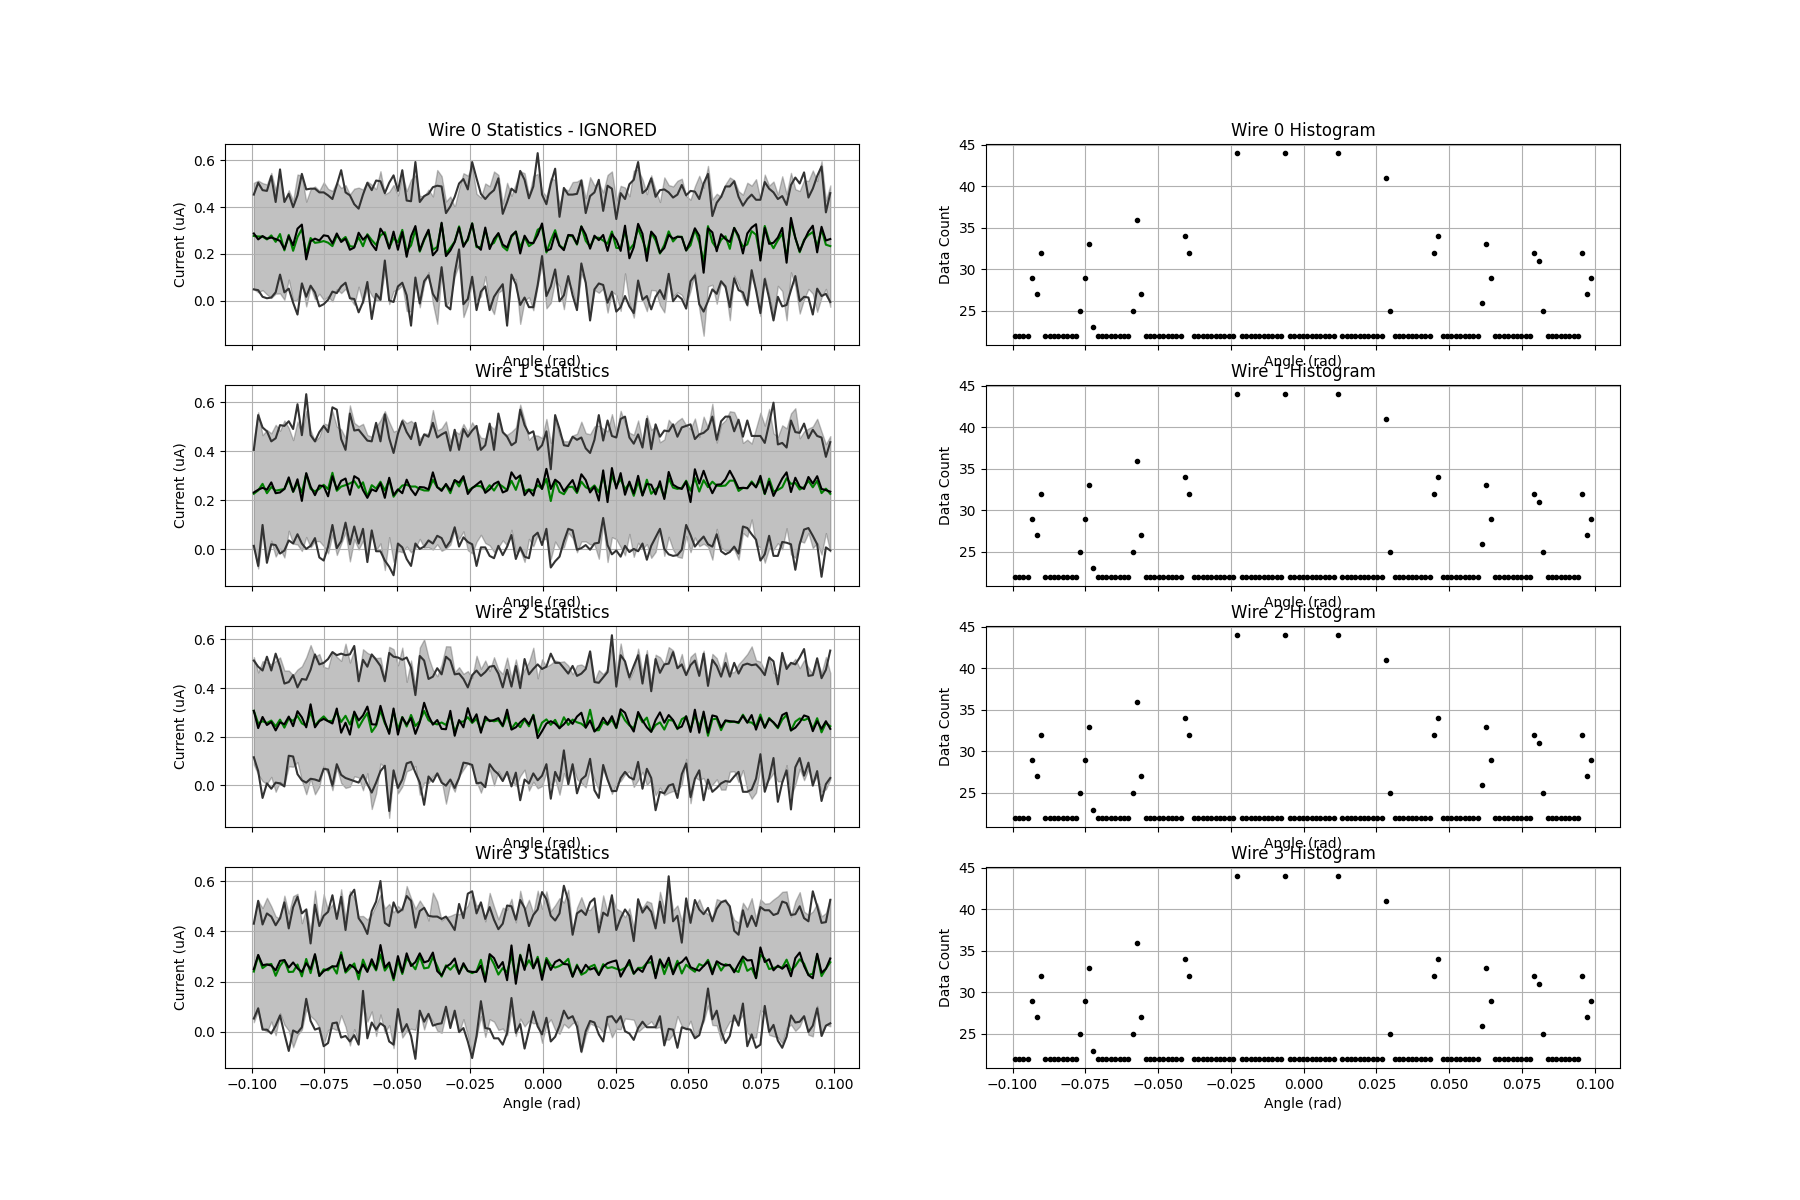 Wire 0 Statistics - IGNORED
Current (uA)
0.6
0.4
0.2
0.0
Angle (rad)
Wire 0 Histogram
Data Count
45
40
35
30
25
Angle (rad)
Wire 1 Statistics
Current (uA)
0.6
0.4
0.2
0.0
Angle (rad)
Wire 1 Histogram
Data Count
45
40
35
30
25
Angle (rad)
Wire 2 Statistics
Current (uA)
0.6
0.4
0.2
0.0
Angle (rad)
Wire 2 Histogram
Data Count
45
40
35
30
25
Angle (rad)
Wire 3 Statistics
Current (uA)
0.6
0.4
0.2
0.0
−0.100 −0.075 −0.050 −0.025 0.000 0.025 0.050 0.075 0.100
Angle (rad)
Wire 3 Histogram
Data Count
45
40
35
30
25
−0.100 −0.075 −0.050 −0.025 0.000 0.025 0.050 0.075 0.100
Angle (rad)